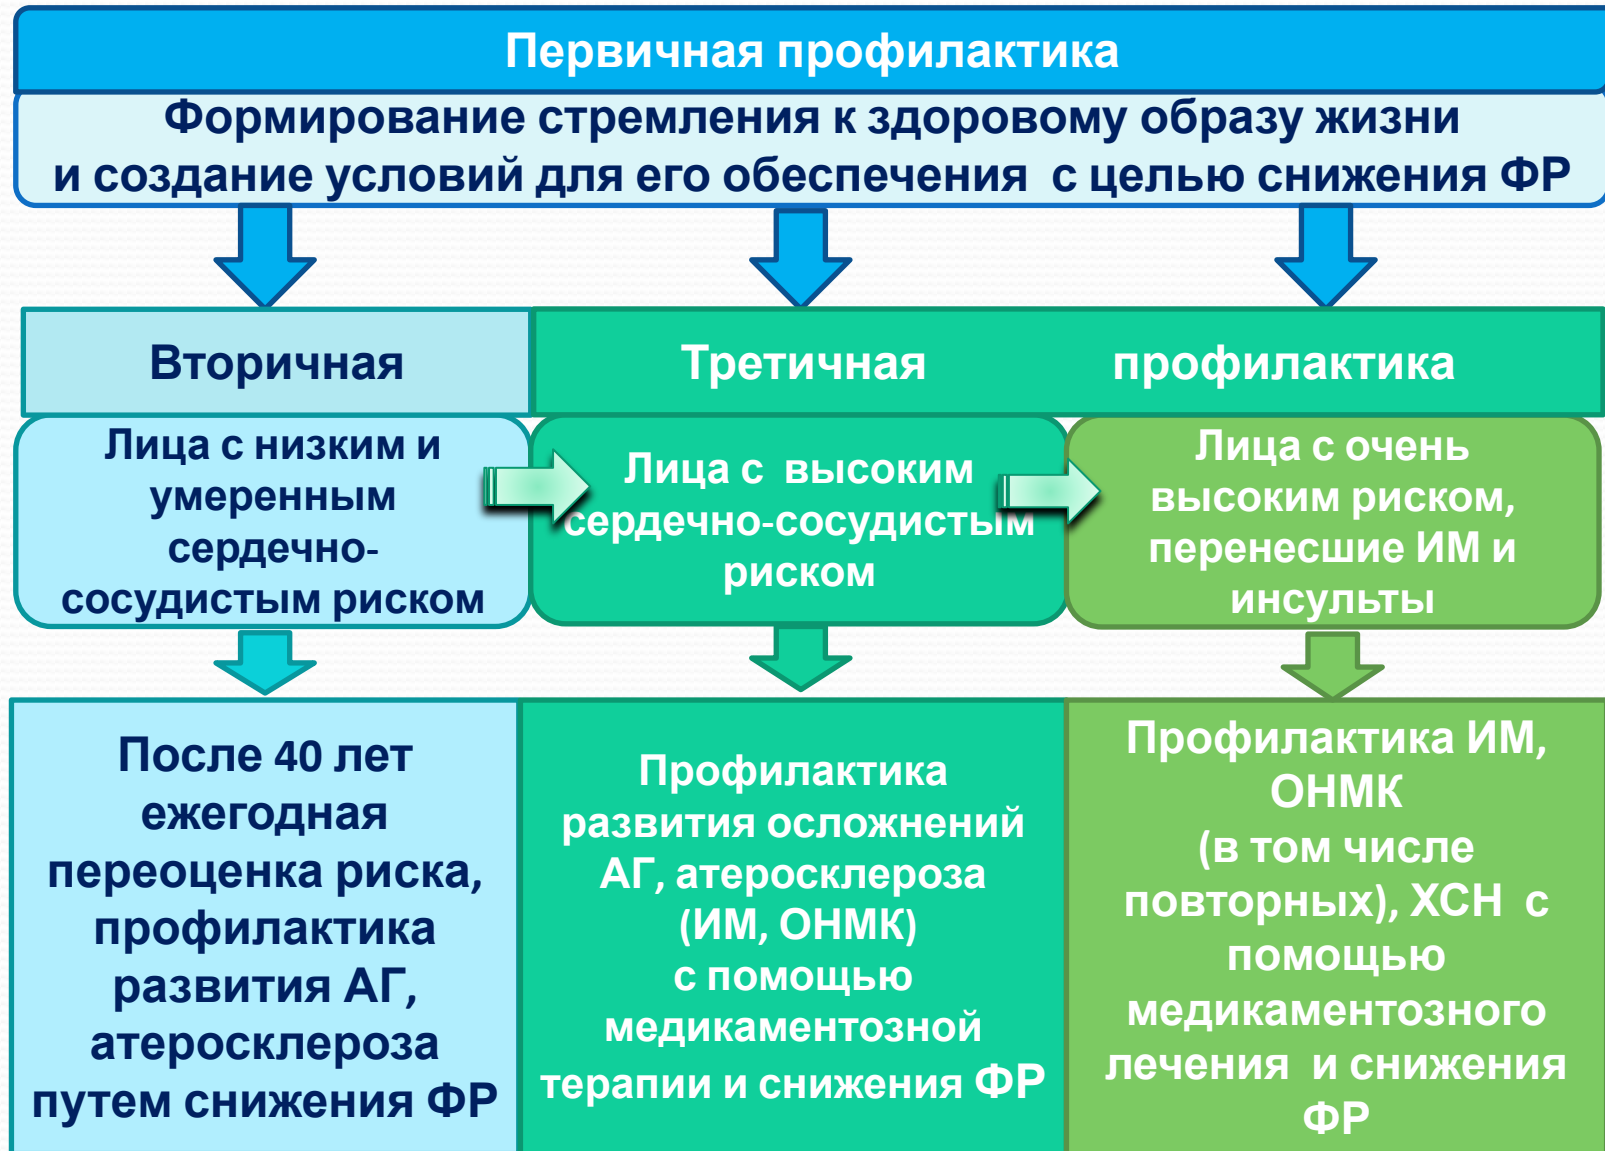 Первичная профилактика
Формирование стремления к здоровому образу жизни
и создание условий для его обеспечения с целью снижения ФР
Вторичная
Третичная профилактика
Лица с низким и
умеренным
сердечно-
сосудистым риском
Лица с высоким
сердечно-сосудистым
риском
Лица с очень
высоким риском,
перенесшие ИМ и
инсульты
После 40 лет
ежегодная
переоценка риска,
профилактика
развития АГ,
атеросклероза
путем снижения ФР
Профилактика
развития осложнений
АГ, атеросклероза
(ИМ, ОНМК)
с помощью
медикаментозной
терапии и снижения ФР
Профилактика ИМ,
ОНМК
(в том числе
повторных), ХСН с
помощью
медикаментозного
лечения и снижения
ФР